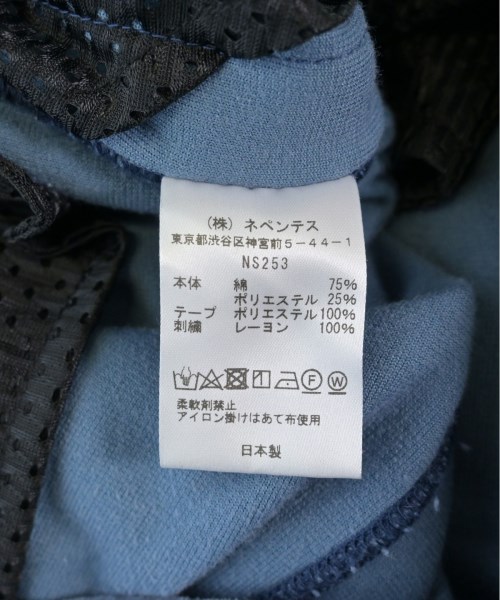 （株）ネペンテス
東京都渋谷区神宮前5-44-1
NS253
本体 綿 75%
ポリエステル 25%
テープ ポリエステル100%
刺繍 レーヨン 100%
F W
柔軟剤禁止
アイロン掛けはあて布使用
日本製